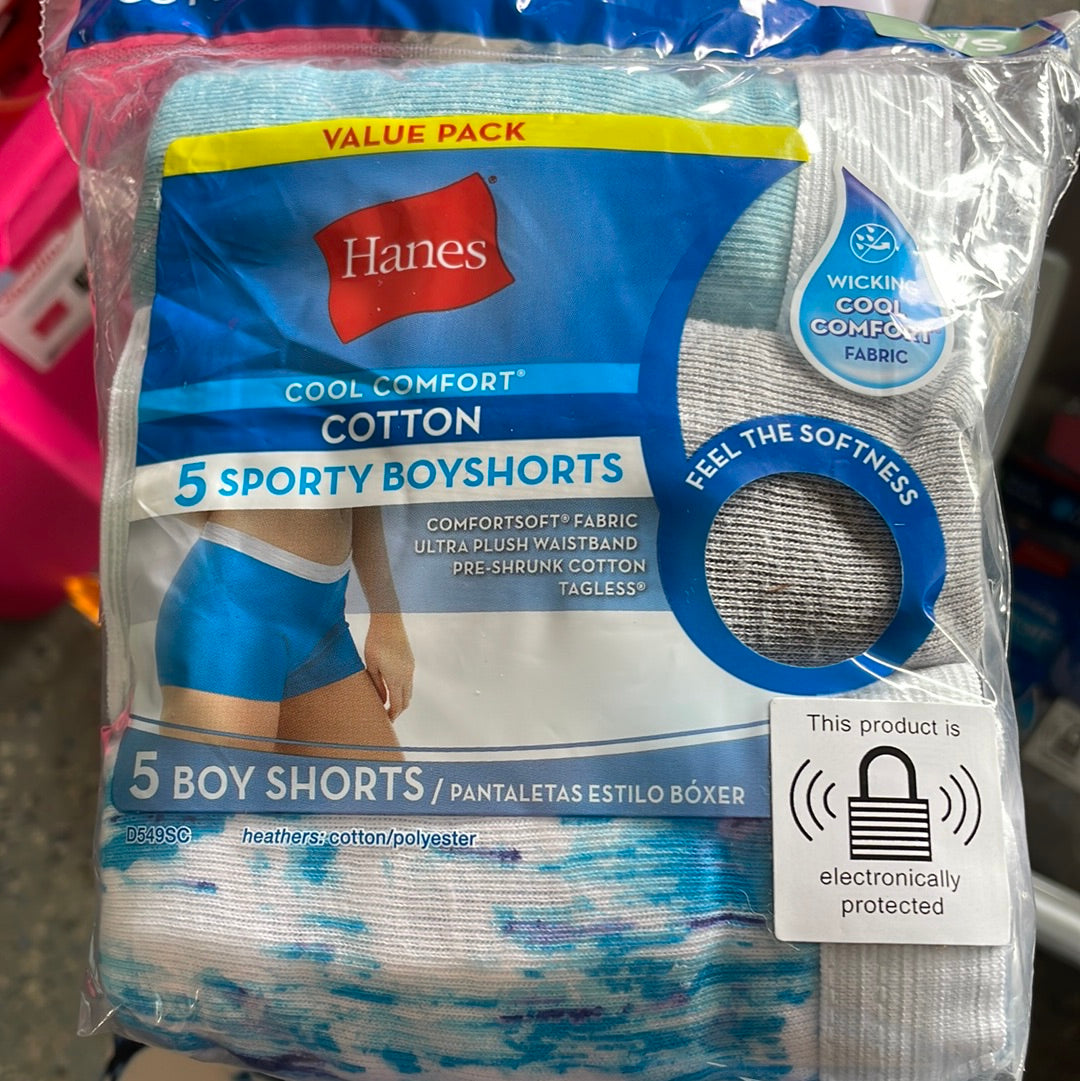 VALUE PACK
Hanes®
WICKING
COOL
COMFORT
FABRIC
COOL COMFORT®
COTTON
5 SPORTY BOYSHORTS
FEEL THE SOFTNESS
COMFORTSOFT® FABRIC
ULTRA PLUSH WAISTBAND
PRE-SHRUNK COTTON
TAGLESS®
This product is
electronically
protected
5 BOY SHORTS / PANTALETAS ESTILO BÓXER
D549SC heathers: cotton/polyester